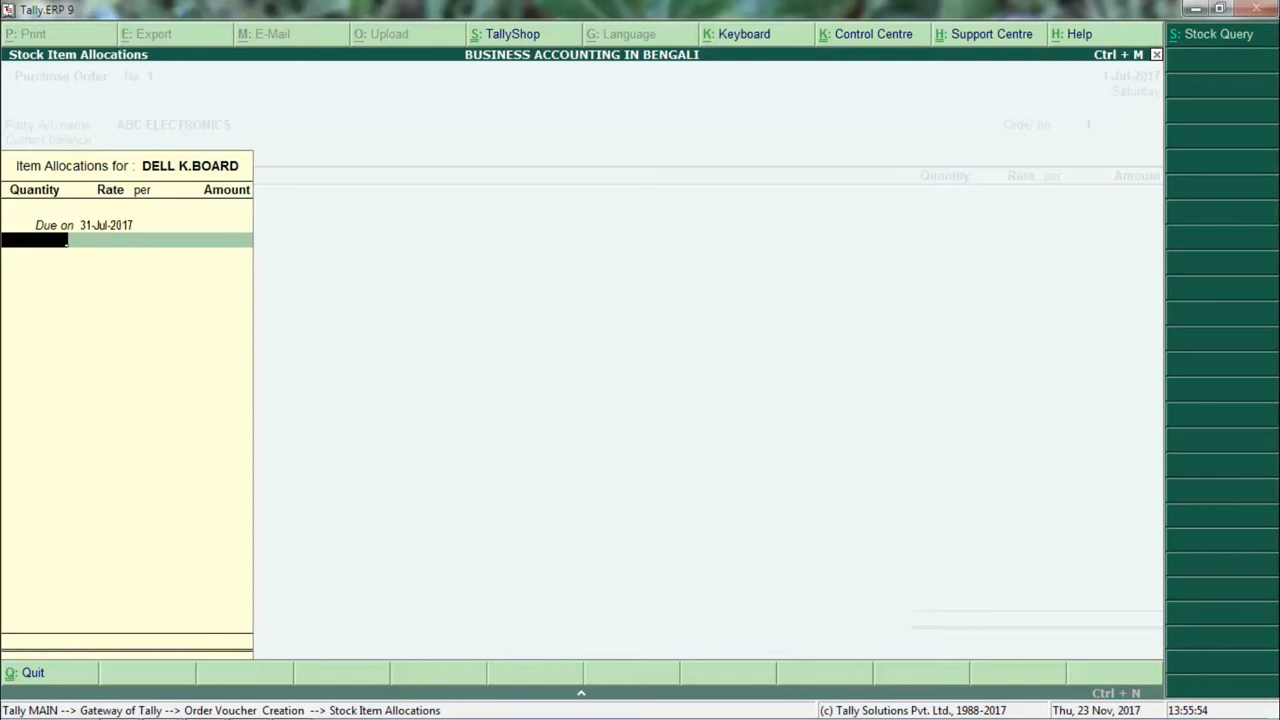 Tally.ERP 9
P: Print E: Export M: E-Mail O: Upload S: TallyShop G: Language K: Keyboard K: Control Centre H: Support Centre H: Help S: Stock Query
Stock Item Allocations BUSINESS ACCOUNTING IN BENGALI Ctrl + M
Purchase Order No. 1 1-Jul-2017
Saturday
Party A/c name ABC ELECTRONICS Order no. 1
Current Balance
Item Allocations for : DELL K.BOARD
Quantity Rate per Amount
Quantity Rate per Amount
Due on 31-Jul-2017
Q: Quit
Ctrl + N
Tally MAIN --> Gateway of Tally --> Order Voucher Creation --> Stock Item Allocations (c) Tally Solutions Pvt. Ltd., 1988-2017 Thu, 23 Nov, 2017 13:55:54